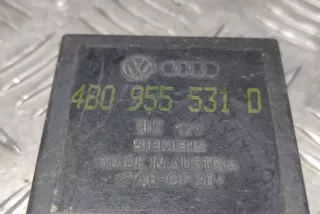 4B0 955 531 D
12V
SIEMENS
MADE IN AUSTRIA